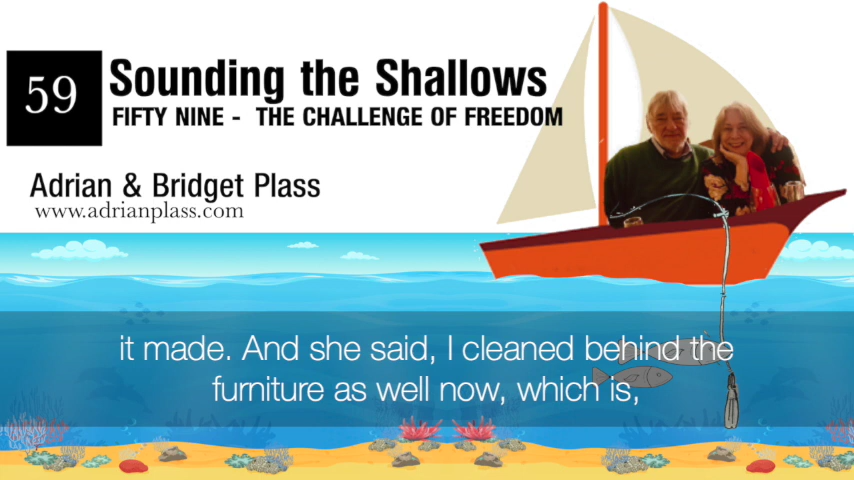 59
Sounding the Shallows
FIFTY NINE - THE CHALLENGE OF FREEDOM
Adrian & Bridget Plass
www.adrianplass.com
it made. And she said, I cleaned behind the
furniture as well now, which is,